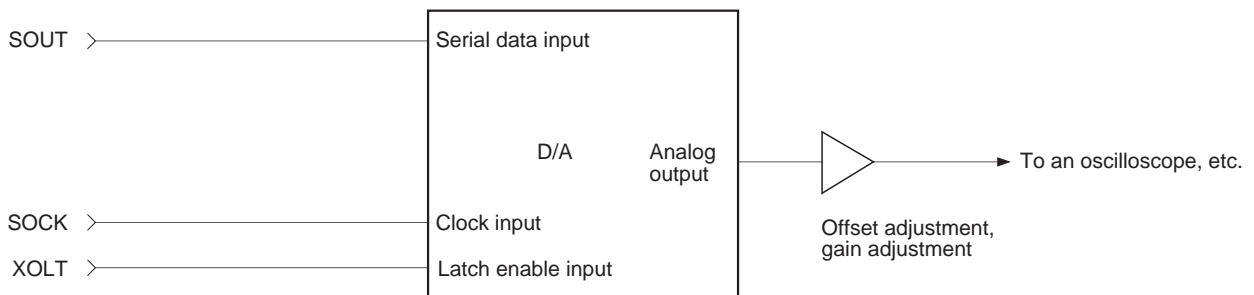 SOUT
Serial data input
D/A
Analog
output
To an oscilloscope, etc.
SOCK
Clock input
Offset adjustment,
gain adjustment
XOLT
Latch enable input